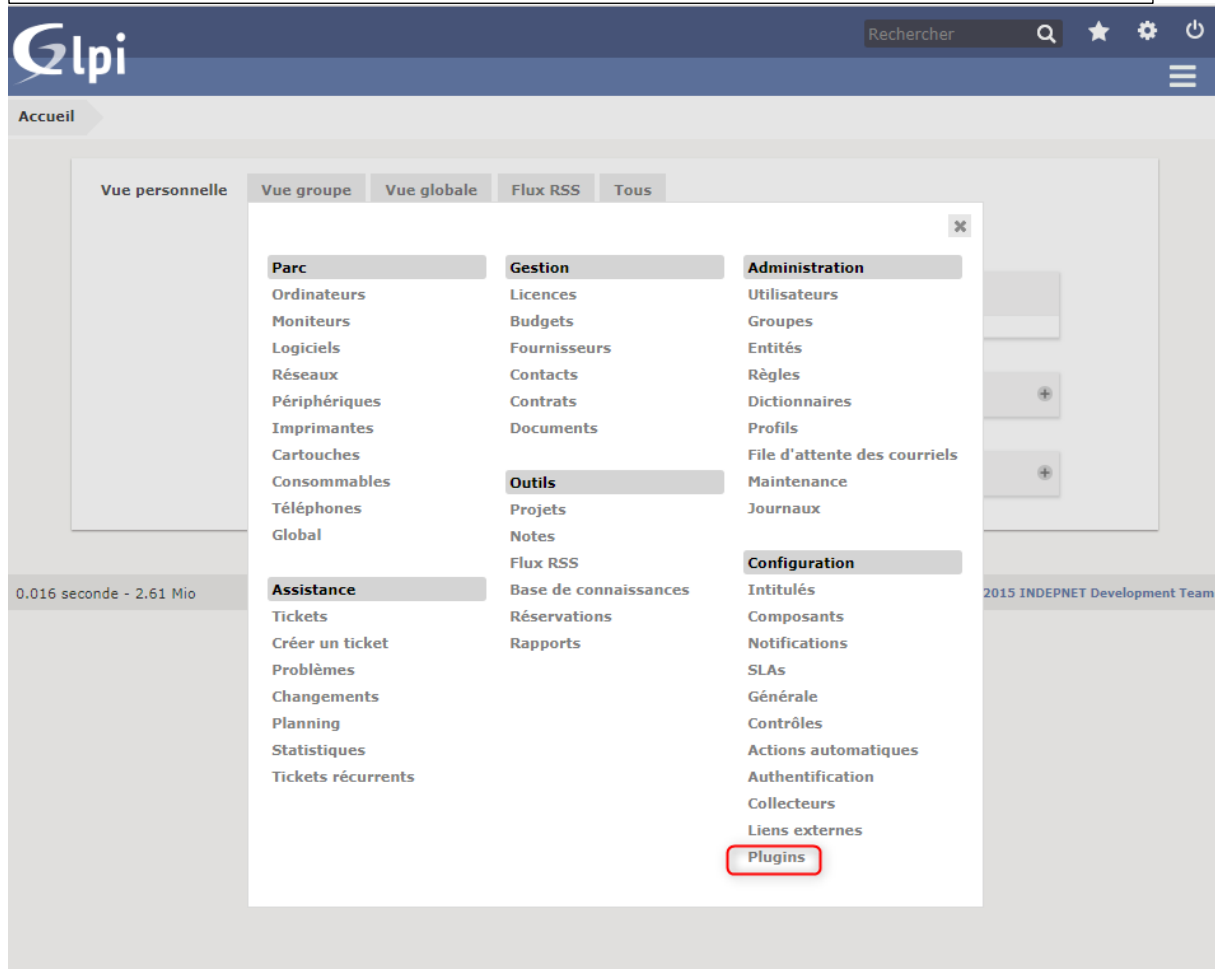 Glpi
Rechercher
Accueil
Vue personnelle
Vue groupe
Vue globale
Flux RSS
Tous
Parc
Ordinateurs
Moniteurs
Logiciels
Réseaux
Périphériques
Imprimantes
Cartouches
Consommables
Téléphones
Global
Assistance
Tickets
Créer un ticket
Problèmes
Changements
Planning
Statistiques
Tickets récurrents
Gestion
Licences
Budgets
Fournisseurs
Contacts
Contrats
Documents
Outils
Projets
Notes
Flux RSS
Base de connaissances
Réservations
Rapports
Administration
Utilisateurs
Groupes
Entités
Règles
Dictionnaires
Profils
File d'attente des courriels
Maintenance
Journaux
Configuration
Intitulés
Composants
Notifications
SLAs
Générale
Contrôles
Actions automatiques
Authentification
Collecteurs
Liens externes
Plugins
0.016 seconde - 2.61 Mio
2015 INDEPNET Development Team